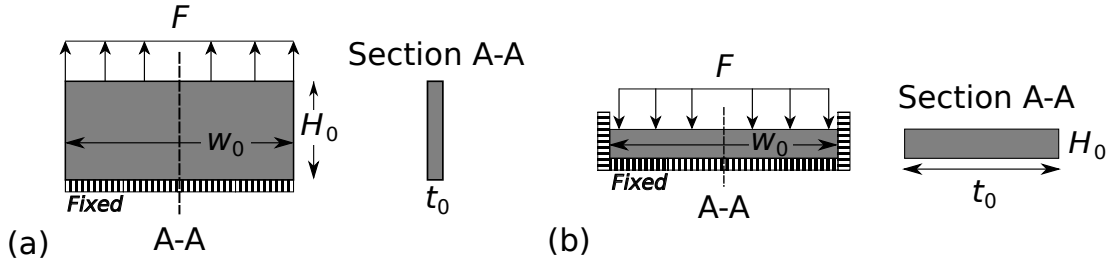 F
Section A-A
w₀
H₀
Fixed
t₀
A-A
(a)
F
Section A-A
w₀
H₀
Fixed
t₀
A-A
(b)